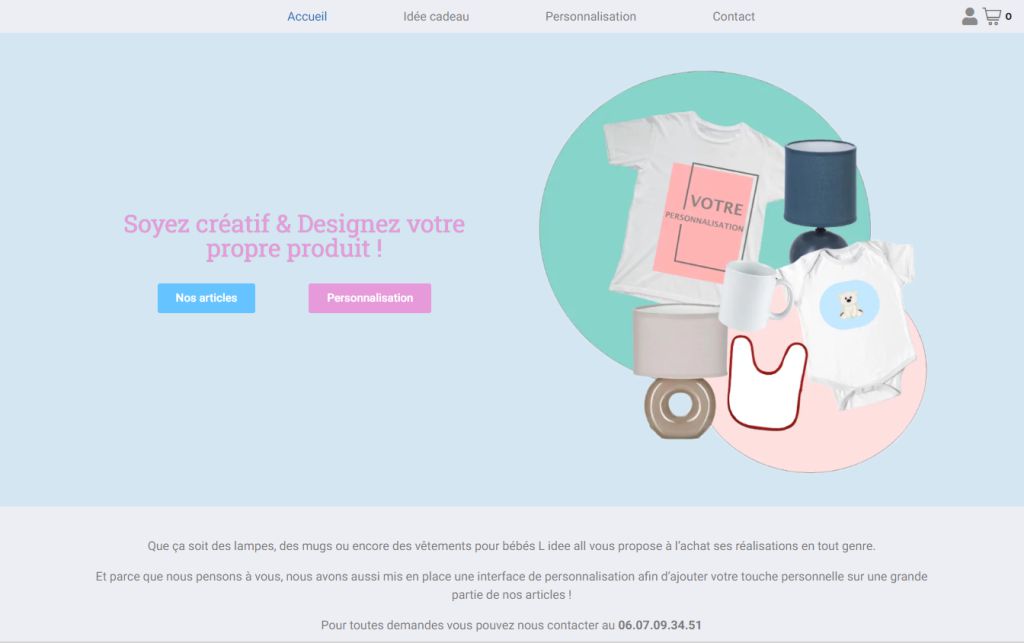 Accueil
Idée cadeau
Personnalisation
Contact
0
Soyez créatif & Designez votre
propre produit !
Nos articles
Personnalisation
VOTRE
PERSONNALISATION
Que ça soit des lampes, des mugs ou encore des vêtements pour bébés L idee all vous propose à l'achat ses réalisations en tout genre.
Et parce que nous pensons à vous, nous avons aussi mis en place une interface de personnalisation afin d'ajouter votre touche personnelle sur une grande
partie de nos articles !
Pour toutes demandes vous pouvez nous contacter au 06.07.09.34.51